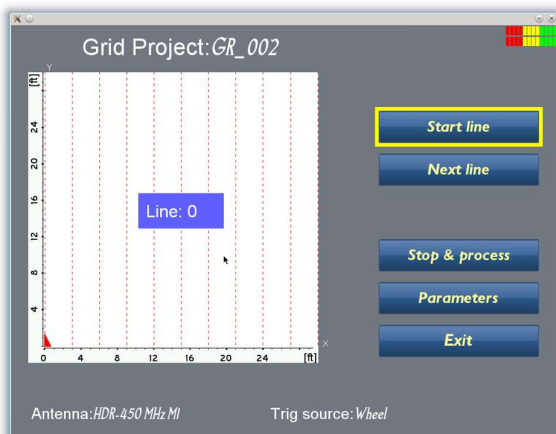 Grid Project:GR_002
Y
[ft]
24
20
16
12
8
4
Line: 0
X
0 4 8 12 16 20 24 [ft]
Start line
Next line
Stop & process
Parameters
Exit
Antenna:HDR-450 MHz M1
Trig source:Wheel